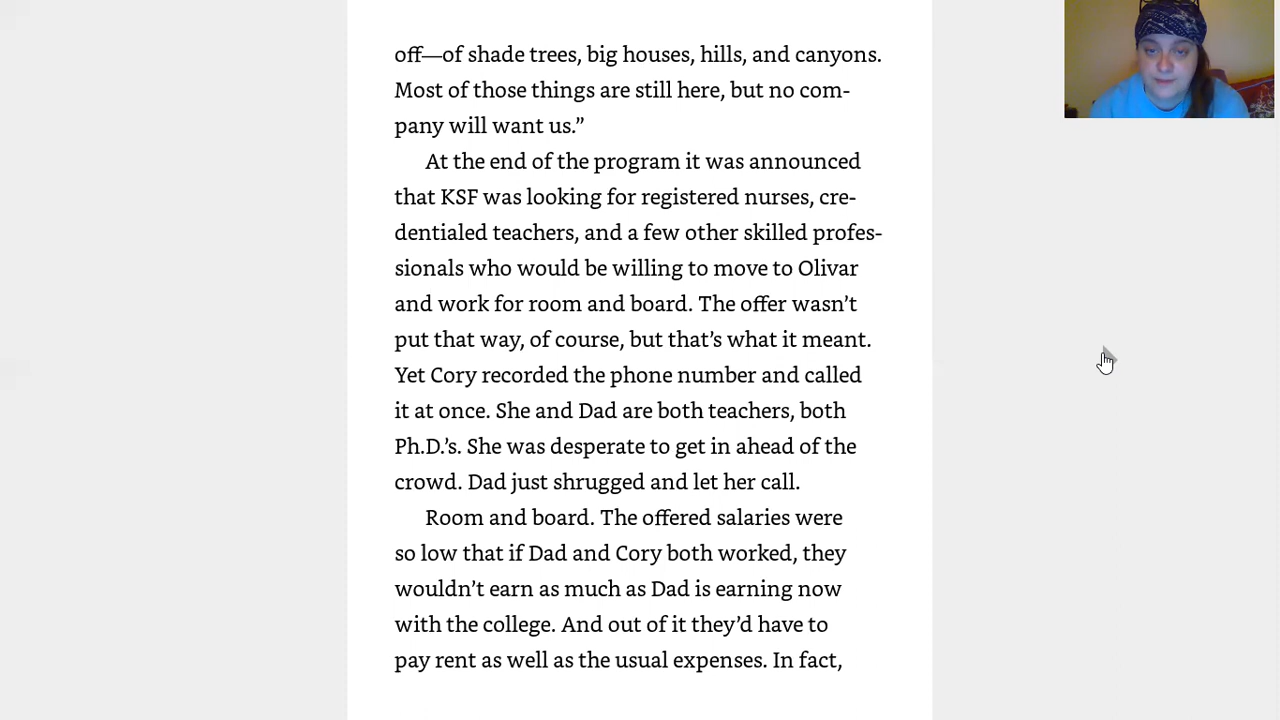 off—of shade trees, big houses, hills, and canyons.
Most of those things are still here, but no com-
pany will want us.”
At the end of the program it was announced
that KSF was looking for registered nurses, cre-
dentialed teachers, and a few other skilled profes-
sionals who would be willing to move to Olivar
and work for room and board. The offer wasn’t
put that way, of course, but that’s what it meant.
Yet Cory recorded the phone number and called
it at once. She and Dad are both teachers, both
Ph.D.’s. She was desperate to get in ahead of the
crowd. Dad just shrugged and let her call.
Room and board. The offered salaries were
so low that if Dad and Cory both worked, they
wouldn’t earn as much as Dad is earning now
with the college. And out of it they’d have to
pay rent as well as the usual expenses. In fact,